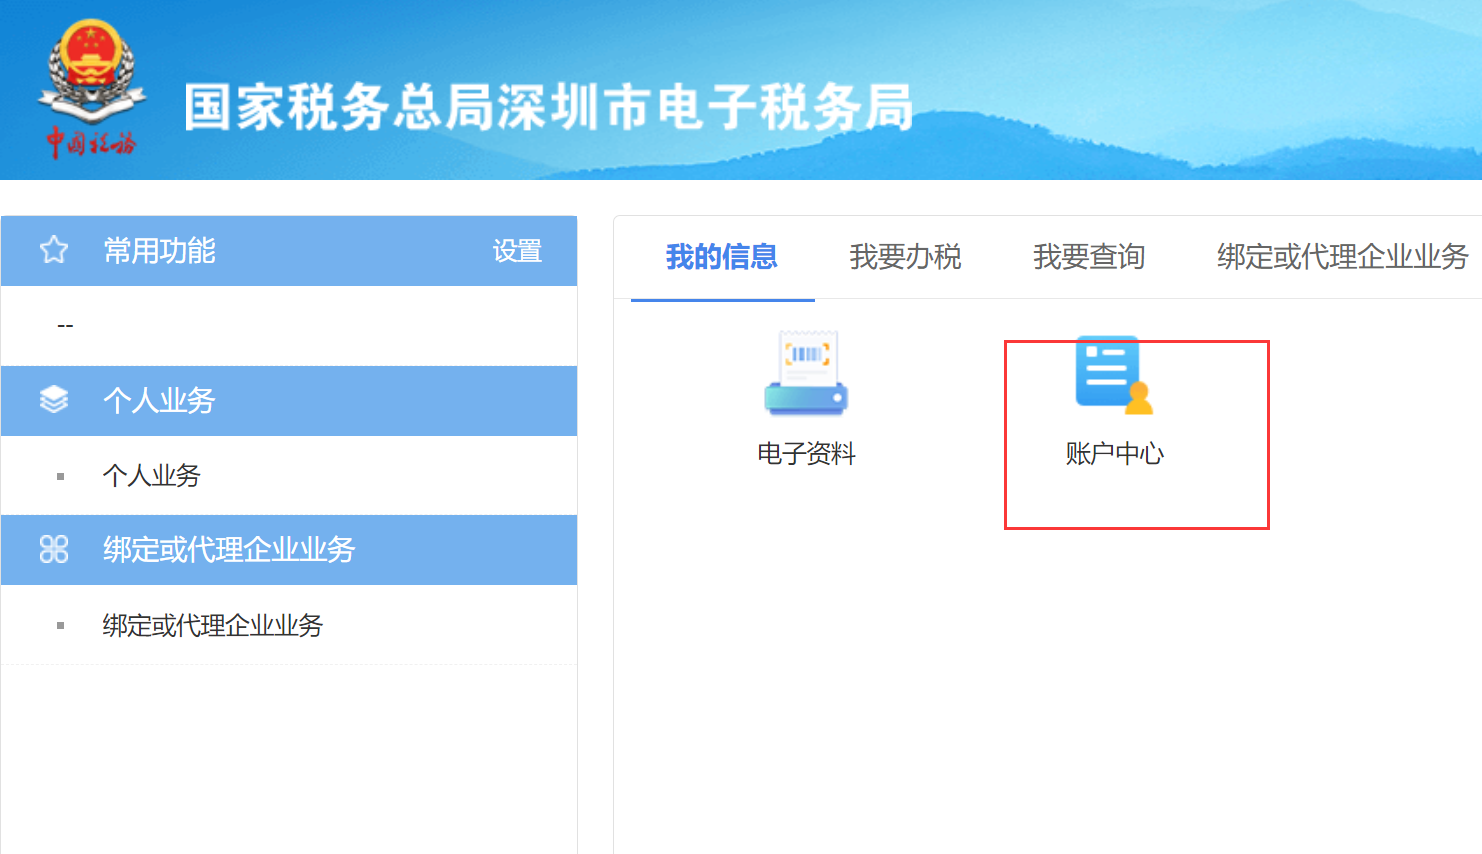 国家税务总局深圳市电子税务局
中国税务
常用功能 设置
--
个人业务
个人业务
绑定或代理企业业务
绑定或代理企业业务
我的信息 我要办税 我要查询 绑定或代理企业业务
电子资料 账户中心